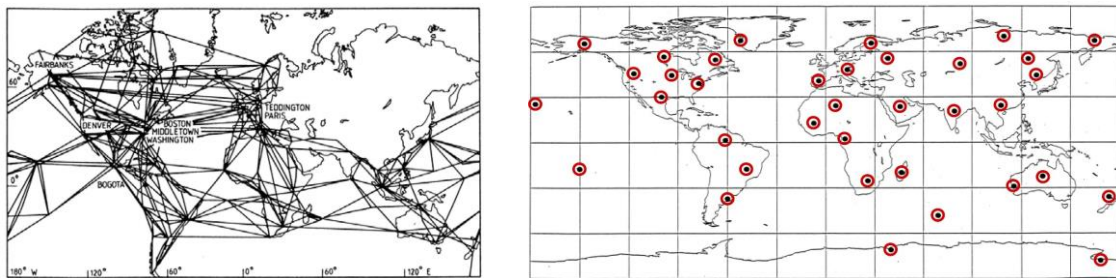 FAIRBANKS
60°
TEDDINGTON
PARIS
DENVER
BOSTON
MIDDLETOWN
WASHINGTON
0°
BOGOTA
180° W
120°
60°
0°
60°
120° E